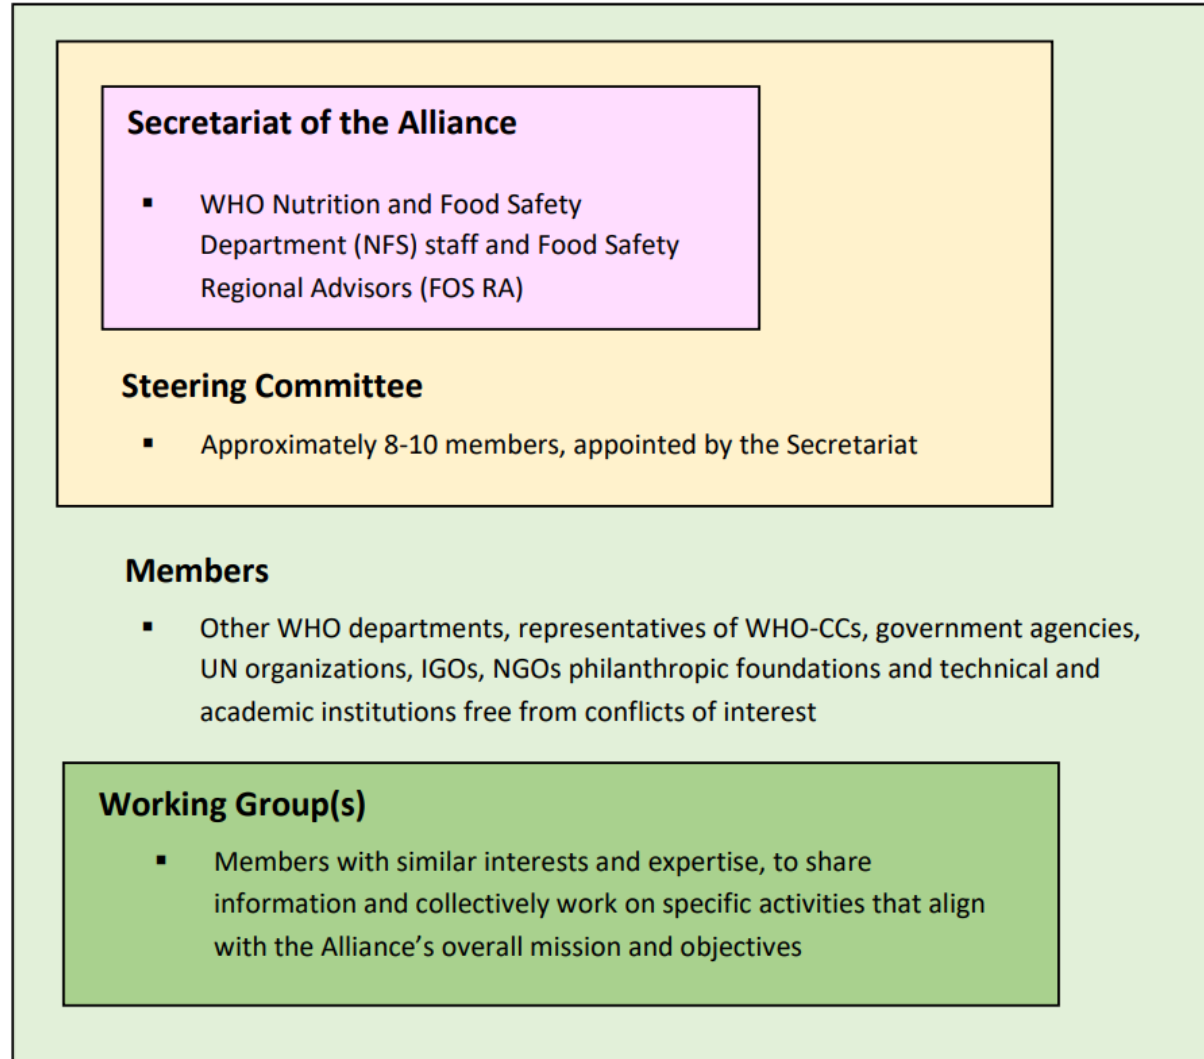 Secretariat of the Alliance
▪ WHO Nutrition and Food Safety
Department (NFS) staff and Food Safety
Regional Advisors (FOS RA)
Steering Committee
▪ Approximately 8-10 members, appointed by the Secretariat
Members
▪ Other WHO departments, representatives of WHO-CCs, government agencies,
UN organizations, IGOs, NGOs philanthropic foundations and technical and
academic institutions free from conflicts of interest
Working Group(s)
▪ Members with similar interests and expertise, to share
information and collectively work on specific activities that align
with the Alliance’s overall mission and objectives